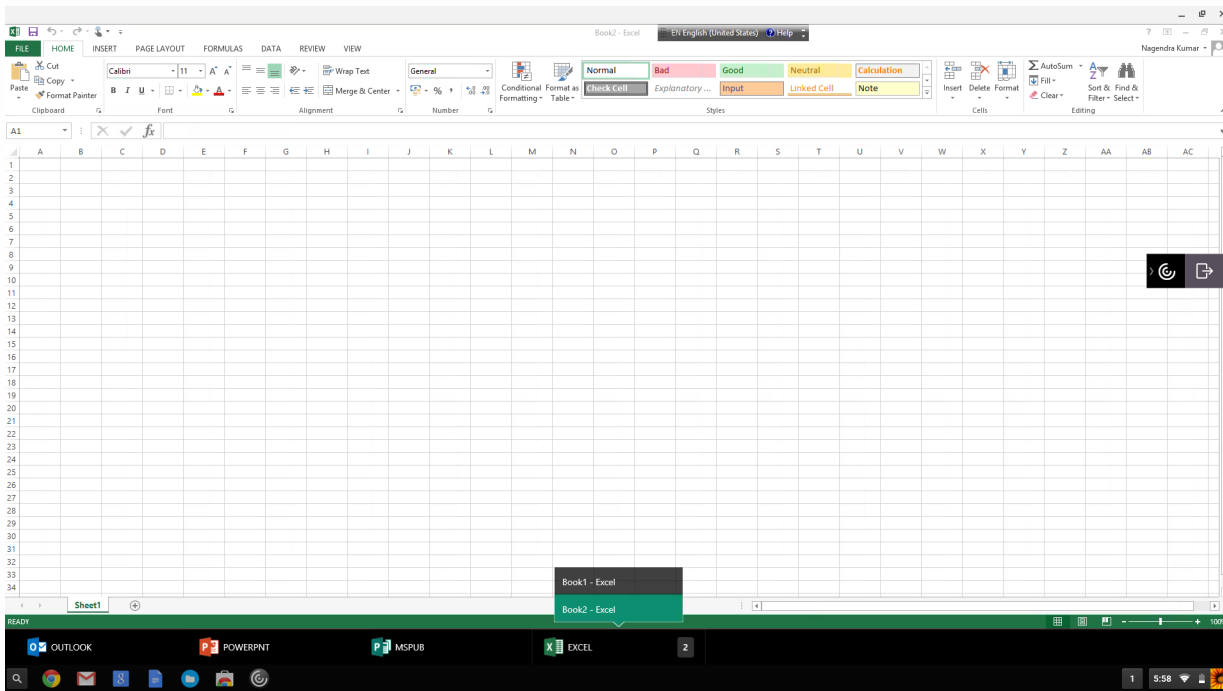 Book2 - Excel
EN English (United States) Help
FILE HOME INSERT PAGE LAYOUT FORMULAS DATA REVIEW VIEW
Nagendra Kumar
Paste
Cut
Copy
Format Painter
Clipboard
Calibri 11
B I U
Font
Wrap Text
Merge & Center
Alignment
General
%
Number
Conditional Formatting
Format as Table
Normal Bad Good Neutral Calculation
Check Cell Explanatory ... Input Linked Cell Note
Styles
Insert Delete Format
Cells
AutoSum
Fill
Clear
Sort & Filter
Find & Select
Editing
A1 fx
A B C D E F G H I J K L M N O P Q R S T U V W X Y Z AA AB AC
1
2
3
4
5
6
7
8
9
10
11
12
13
14
15
16
17
18
19
20
21
22
23
24
25
26
27
28
29
30
31
32
33
34
Book1 - Excel
Book2 - Excel
Sheet1
READY
OUTLOOK POWERPNT MSPUB EXCEL 2
1 5:58